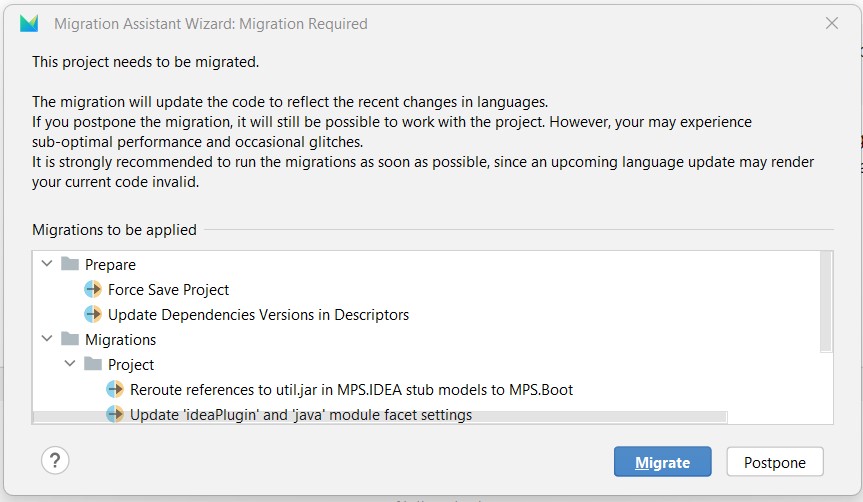 Migration Assistant Wizard: Migration Required
This project needs to be migrated.
The migration will update the code to reflect the recent changes in languages.
If you postpone the migration, it will still be possible to work with the project. However, your may experience
sub-optimal performance and occasional glitches.
It is strongly recommended to run the migrations as soon as possible, since an upcoming language update may render
your current code invalid.
Migrations to be applied
Prepare
Force Save Project
Update Dependencies Versions in Descriptors
Migrations
Project
Reroute references to util.jar in MPS.IDEA stub models to MPS.Boot
Update 'ideaPlugin' and 'java' module facet settings
?
Migrate
Postpone